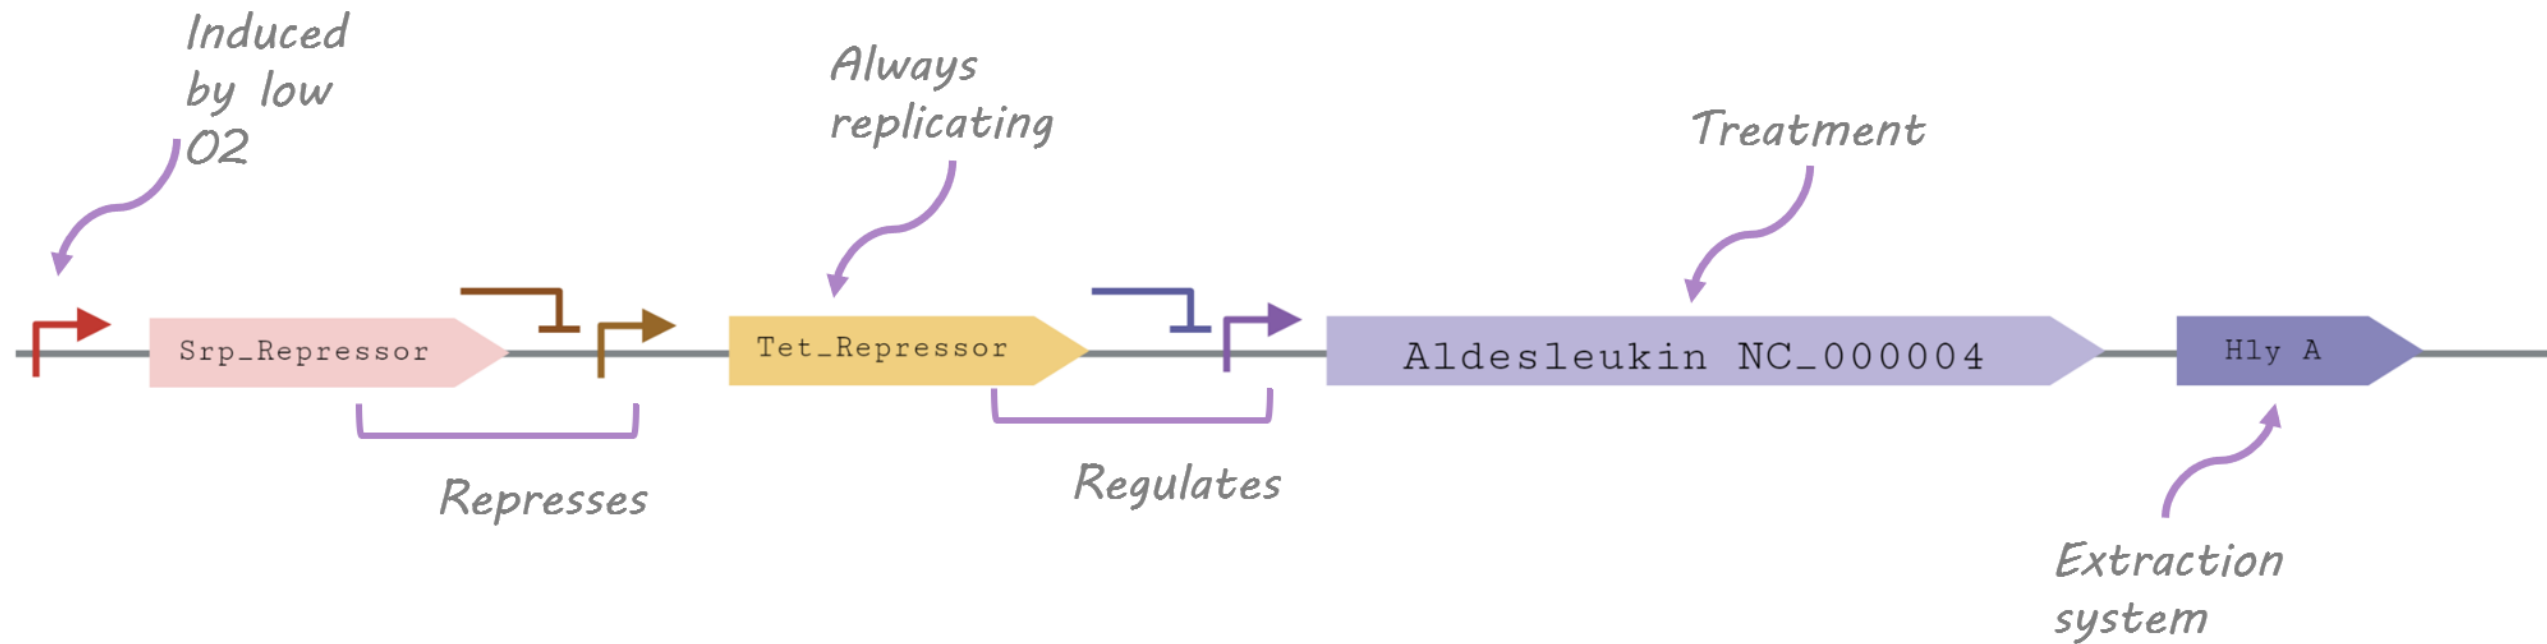 Induced
by low
O2
Always
replicating
Treatment
Srp_Repressor
Tet_Repressor
Aldesleukin NC_000004
Hly A
Represses
Regulates
Extraction
system